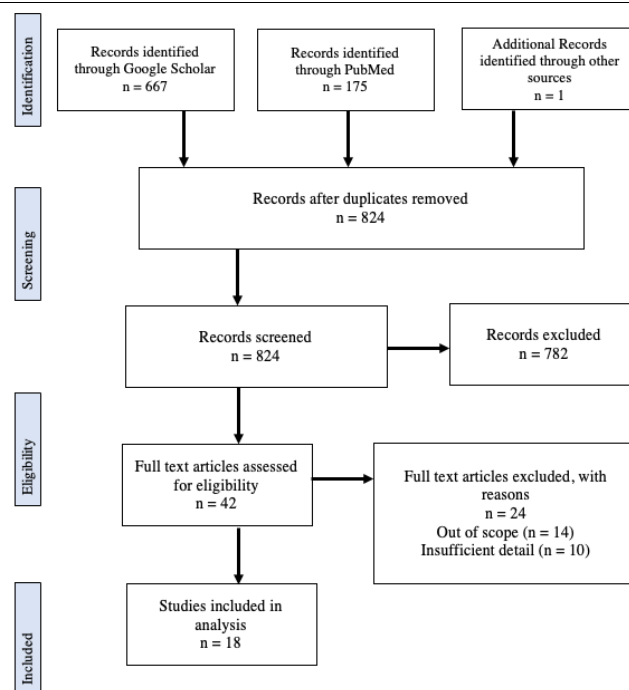 Identification
Records identified
through Google Scholar
n = 667
Records identified
through PubMed
n = 175
Additional Records
identified through other
sources
n = 1
Screening
Records after duplicates removed
n = 824
Records screened
n = 824
Records excluded
n = 782
Eligibility
Full text articles assessed
for eligibility
n = 42
Full text articles excluded, with
reasons
n = 24
Out of scope (n = 14)
Insufficient detail (n = 10)
Included
Studies included in
analysis
n = 18